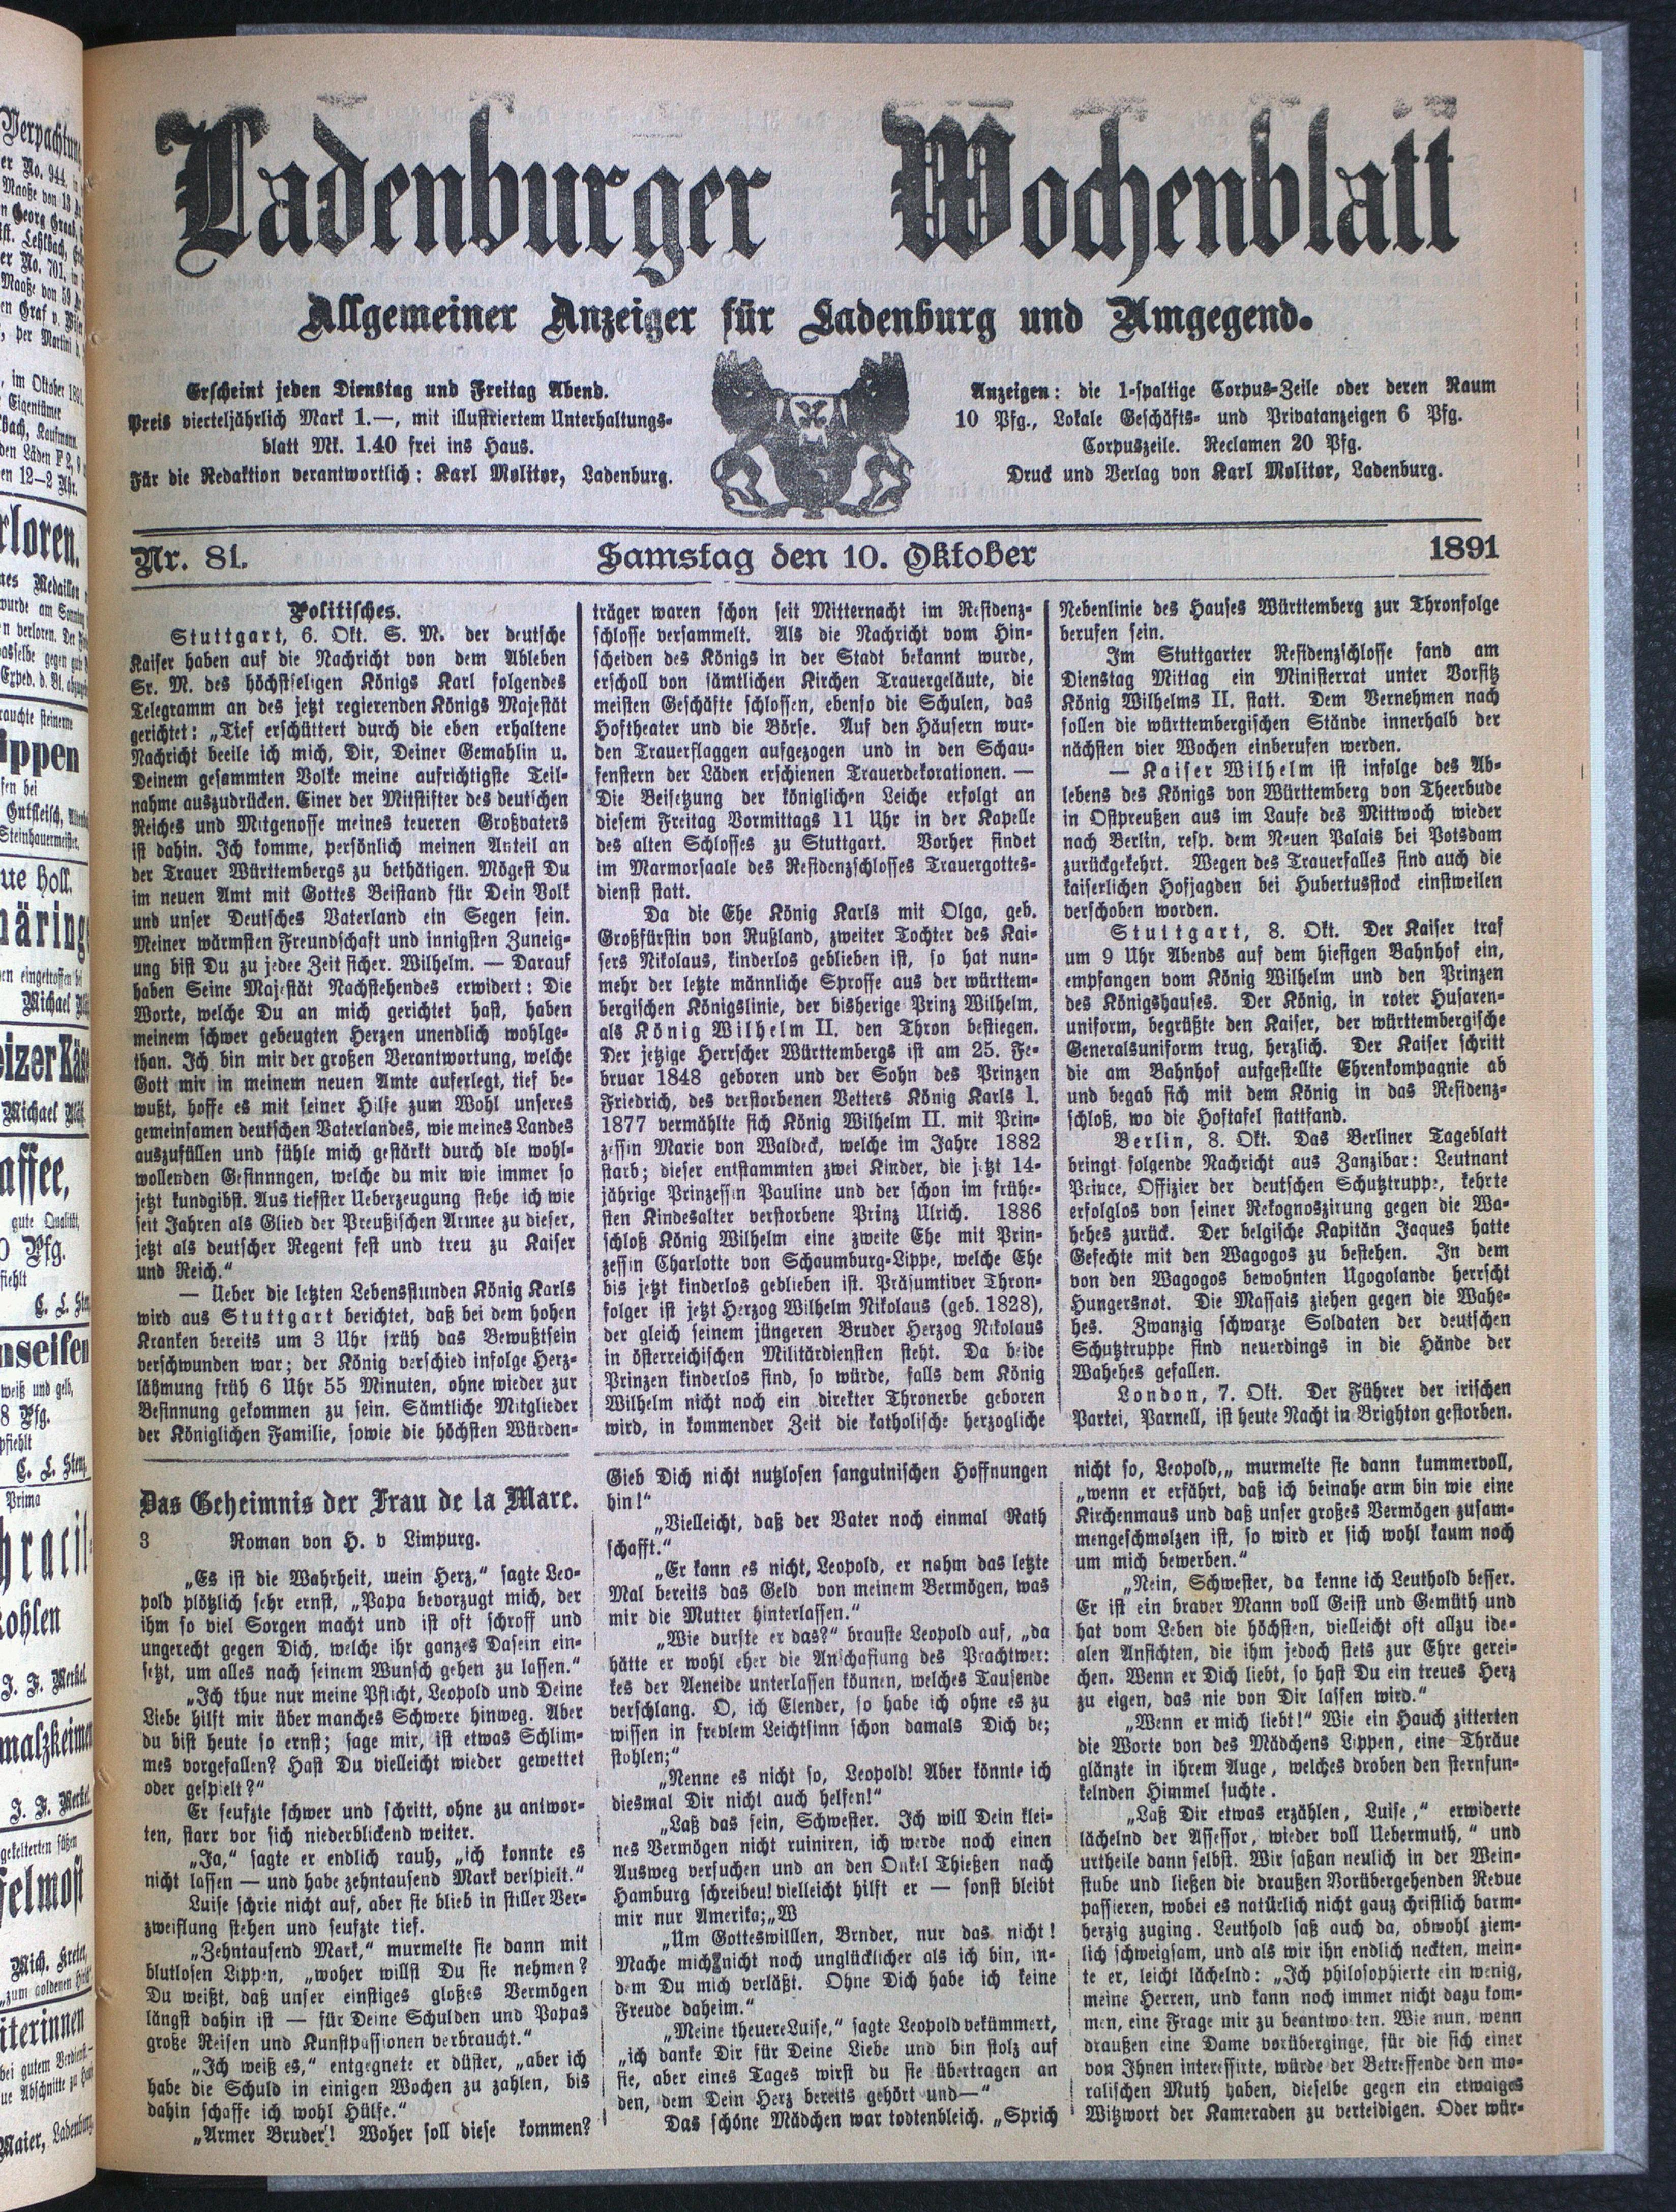 Ladenburger Wochenblatt
Allgemeiner Anzeiger für Ladenburg und Umgegend.
Erscheint jeden Dienstag und Freitag Abend.
Preis vierteljährlich Mark 1.—, mit illustriertem Unterhaltungs-
blatt Mk. 1.40 frei ins Haus.
Für die Redaktion verantwortlich: Karl Molitor, Ladenburg.
Anzeigen: die 1-spaltige Corpus-Zeile oder deren Raum
10 Pfg., Lokale Geschäfts- und Privatanzeigen 6 Pfg.
Corpuszeile. Reclamen 20 Pfg.
Druck und Verlag von Karl Molitor, Ladenburg.
Nr. 81. Samstag den 10. Oktober 1891
Politisches.
Stuttgart, 6. Okt. S. M. der deutsche
Kaiser haben auf die Nachricht von dem Ableben
Sr. M. des höchstseligen Königs Karl folgendes
Telegramm an des jetzt regierenden Königs Majestät
gerichtet: „Tief erschüttert durch die eben erhaltene
Nachricht beeile ich mich, Dir, Deiner Gemahlin u.
Deinem gesammten Volke meine aufrichtigste Teil-
nahme auszudrücken. Einer der Mitstifter des deutschen
Reiches und Mitgenosse meines teueren Großvaters
ist dahin. Ich komme, persönlich meinen Anteil an
der Trauer Württembergs zu bethätigen. Mögest Du
im neuen Amt mit Gottes Beistand für Dein Volk
und unser Deutsches Vaterland ein Segen sein.
Meiner wärmsten Freundschaft und innigsten Zuneig-
ung bist Du zu jedee Zeit sicher. Wilhelm. — Darauf
haben Seine Majestät Nachstehendes erwidert: Die
Worte, welche Du an mich gerichtet hast, haben
meinem schwer gebeugten Herzen unendlich wohlge-
than. Ich bin mir der großen Verantwortung, welche
Gott mir in meinem neuen Amte auferlegt, tief be-
wußt, hoffe es mit seiner Hilfe zum Wohl unseres
gemeinsamen deutschen Vaterlandes, wie meines Landes
auszufüllen und fühle mich gestärkt durch dle wohl-
wollenden Gesinnngen, welche du mir wie immer so
jetzt kundgibst. Aus tiefster Ueberzeugung stehe ich wie
seit Jahren als Glied der Preußischen Armee zu dieser,
jetzt als deutscher Regent fest und treu zu Kaiser
und Reich.“
— Ueber die letzten Lebensstunden König Karls
wird aus Stuttgart berichtet, daß bei dem hohen
Kranken bereits um 3 Uhr früh das Bewußtsein
verschwunden war; der König verschied infolge Herz-
lähmung früh 6 Uhr 55 Minuten, ohne wieder zur
Besinnung gekommen zu sein. Sämtliche Mitglieder
der Königlichen Familie, sowie die höchsten Würden-
träger waren schon seit Mitternacht im Residenz-
schlosse versammelt. Als die Nachricht vom Hin-
scheiden des Königs in der Stadt bekannt wurde,
erscholl von sämtlichen Kirchen Trauergeläute, die
meisten Geschäfte schlossen, ebenso die Schulen, das
Hoftheater und die Börse. Auf den Häusern wur-
den Trauerflaggen aufgezogen und in den Schau-
fenstern der Läden erschienen Trauerdekorationen. —
Die Beisetzung der königlichen Leiche erfolgt an
diesem Freitag Vormittags 11 Uhr in der Kapelle
des alten Schlosses zu Stuttgart. Vorher findet
im Marmorsaale des Residenzschlosses Trauergottes-
dienst statt.
Da die Ehe König Karls mit Olga, geb.
Großfürstin von Rußland, zweiter Tochter des Kai-
sers Nikolaus, kinderlos geblieben ist, so hat nun-
mehr der letzte männliche Sprosse aus der württem-
bergischen Königslinie, der bisherige Prinz Wilhelm,
als König Wilhelm II. den Thron bestiegen.
Der jetzige Herrscher Württembergs ist am 25. Fe-
bruar 1848 geboren und der Sohn des Prinzen
Friedrich, des verstorbenen Vetters König Karls I.
1877 vermählte sich König Wilhelm II. mit Prin-
zessin Marie von Waldeck, welche im Jahre 1882
starb; dieser entstammten zwei Kinder, die jetzt 14-
jährige Prinzessin Pauline und der schon im frühe-
sten Kindesalter verstorbene Prinz Ulrich. 1886
schloß König Wilhelm eine zweite Ehe mit Prin-
zessin Charlotte von Schaumburg-Lippe, welche Ehe
bis jetzt kinderlos geblieben ist. Präsumtiver Thron-
folger ist jetzt Herzog Wilhelm Nikolaus (geb. 1828),
der gleich seinem jüngeren Bruder Herzog Nikolaus
in österreichischen Militärdiensten steht. Da beide
Prinzen kinderlos sind, so würde, falls dem König
Wilhelm nicht noch ein direkter Thronerbe geboren
wird, in kommender Zeit die katholische herzogliche
Nebenlinie des Hauses Württemberg zur Thronfolge
berufen sein.
Im Stuttgarter Residenzschlosse fand am
Dienstag Mittag ein Ministerrat unter Vorsitz
König Wilhelms II. statt. Dem Vernehmen nach
sollen die württembergischen Stände innerhalb der
nächsten vier Wochen einberufen werden.
— Kaiser Wilhelm ist infolge des Ab-
lebens des Königs von Württemberg von Theerbude
in Ostpreußen aus im Laufe des Mittwoch wieder
nach Berlin, resp. dem Neuen Palais bei Potsdam
zurückgekehrt. Wegen des Trauerfalles sind auch die
kaiserlichen Hofjagden bei Hubertusstock einstweilen
verschoben worden.
Stuttgart, 8. Okt. Der Kaiser traf
um 9 Uhr Abends auf dem hiesigen Bahnhof ein,
empfangen vom König Wilhelm und den Prinzen
des Königshauses. Der König, in roter Husaren-
uniform, begrüßte den Kaiser, der württembergische
Generalsuniform trug, herzlich. Der Kaiser schritt
die am Bahnhof aufgestellte Ehrenkompagnie ab
und begab sich mit dem König in das Residenz-
schloß, wo die Hoftafel stattfand.
Berlin, 8. Okt. Das Berliner Tageblatt
bringt folgende Nachricht aus Zanzibar: Leutnant
Prince, Offizier der deutschen Schutztruppe, kehrte
erfolglos von seiner Rekognoszirung gegen die Wa-
hehes zurück. Der belgische Kapitän Jaques hatte
Gefechte mit den Wagogos zu bestehen. In dem
von den Wagogos bewohnten Ugogolande herrscht
Hungersnot. Die Massais ziehen gegen die Wahe-
hes. Zwanzig schwarze Soldaten der deutschen
Schutztruppe sind neuerdings in die Hände der
Wahehes gefallen.
London, 7. Okt. Der Führer der irischen
Partei, Parnell, ist heute Nacht in Brighton gestorben.
Das Geheimnis der Frau de la Mare.
3 Roman von H. v Limpurg.
„Es ist die Wahrheit, mein Herz,“ sagte Leo-
pold plötzlich sehr ernst, „Papa bevorzugt mich, der
ihm so viel Sorgen macht und ist oft schroff und
ungerecht gegen Dich, welche ihr ganzes Dasein ein-
setzt, um alles nach seinem Wunsch gehen zu lassen.“
„Ich thue nur meine Pflicht, Leopold und Deine
Liebe hilft mir über manches Schwere hinweg. Aber
du bist heute so ernst; sage mir, ist etwas Schlim-
mes vorgefallen? Hast Du vielleicht wieder gewettet
oder gespielt?“
Er seufzte schwer und schritt, ohne zu antwor-
ten, starr vor sich niederblickend weiter.
„Ja,“ sagte er endlich rauh, „ich konnte es
nicht lassen — und habe zehntausend Mark verspielt.“
Luise schrie nicht auf, aber sie blieb in stiller Ver-
zweiflung stehen und seufzte tief.
„Zehntausend Mark,“ murmelte sie dann mit
blutlosen Lippen, „woher willst Du sie nehmen?
Du weißt, daß unser einstiges gloßes Vermögen
längst dahin ist — für Deine Schulden und Papas
große Reisen und Kunstpassionen verbraucht.“
„Ich weiß es,“ entgegnete er düster, „aber ich
habe die Schuld in einigen Wochen zu zahlen, bis
dahin schaffe ich wohl Hülfe.“
„Armer Bruder! Woher soll diese kommen?
Gieb Dich nicht nutzlosen sanguinischen Hoffnungen
hin!“
„Vielleicht, daß der Vater noch einmal Rath
schafft.“
„Er kann es nicht, Leopold, er nahm das letzte
Mal bereits das Geld von meinem Vermögen, was
mir die Mutter hinterlassen.“
„Wie durfte er das?“ brauste Leopold auf, „da
hätte er wohl eher die Anschaffung des Prachtwer:
kes der Aeneide unterlassen können, welches Tausende
verschlang. O, ich Elender, so habe ich ohne es zu
wissen in frevlem Leichtsinn schon damals Dich be;
stohlen;“
„Nenne es nicht so, Leopold! Aber könnte ich
diesmal Dir nicht auch helfen!“
„Laß das sein, Schwester. Ich will Dein klei-
nes Vermögen nicht ruiniren, ich werde noch einen
Ausweg versuchen und an den Onkel Thießen nach
Hamburg schreiben! vielleicht hilft er — sonst bleibt
mir nur Amerika;„W
„Um Gotteswilllen, Brnder, nur das nicht!
Mache mich nicht noch unglücklicher als ich bin, in-
dem Du mich verläßt. Ohne Dich habe ich keine
Freude daheim.“
„Meine theuere Luise,“ sagte Leopold bekümmert,
„ich danke Dir für Deine Liebe und bin stolz auf
sie, aber eines Tages wirst du sie übertragen an
den, dem Dein Herz bereits gehört und—“
Das schöne Mädchen war todtenbleich. „Sprich
nicht so, Leopold,„ murmelte sie dann kummervoll,
„wenn er erfährt, daß ich beinahe arm bin wie eine
Kirchenmaus und daß unser großes Vermögen zusam-
mengeschmolzen ist, so wird er sich wohl kaum noch
um mich bewerben.“
„Nein, Schwester, da kenne ich Leuthold besser.
Er ist ein braver Mann voll Geist und Gemüth und
hat vom Leben die höchsten, vielleicht oft allzu ide-
alen Ansichten, die ihm jedoch stets zur Ehre gerei-
chen. Wenn er Dich liebt, so hast Du ein treues Herz
zu eigen, das nie von Dir lassen wird.“
„Wenn er mich liebt!“ Wie ein Hauch zitterten
die Worte von des Mädchens Lippen, eine Thräue
glänzte in ihrem Auge, welches droben den sternfun-
kelnden Himmel suchte.
„Laß Dir etwas erzählen, Luise,“ erwiderte
lächelnd der Assessor, wieder voll Uebermuth, “ und
urtheile dann selbst. Wir saßan neulich in der Wein-
stube und ließen die draußen Vorübergehenden Revue
passieren, wobei es natürlich nicht gauz christlich barm-
herzig zuging. Leuthold saß auch da, obwohl ziem-
lich schweigsam, und als wir ihn endlich neckten, mein-
te er, leicht lächelnd: „Ich philosophierte ein wenig,
meine Herren, und kann noch immer nicht dazu kom-
men, eine Frage mir zu beantworten. Wie nun, wenn
draußen eine Dame vorüberginge, für die sich einer
von Ihnen interessirte, würde der Betreffende den mo-
ralischen Muth haben, dieselbe gegen ein etwaiges
Witzwort der Kameraden zu verteidigen. Oder wür-